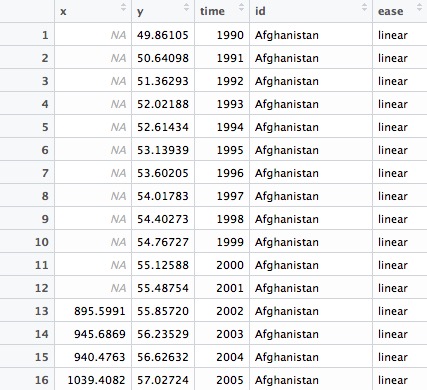 x y time id ease
1 NA 49.86105 1990 Afghanistan linear
2 NA 50.64098 1991 Afghanistan linear
3 NA 51.36293 1992 Afghanistan linear
4 NA 52.02188 1993 Afghanistan linear
5 NA 52.61434 1994 Afghanistan linear
6 NA 53.13939 1995 Afghanistan linear
7 NA 53.60205 1996 Afghanistan linear
8 NA 54.01783 1997 Afghanistan linear
9 NA 54.40273 1998 Afghanistan linear
10 NA 54.76727 1999 Afghanistan linear
11 NA 55.12588 2000 Afghanistan linear
12 NA 55.48754 2001 Afghanistan linear
13 895.5991 55.85720 2002 Afghanistan linear
14 945.6869 56.23529 2003 Afghanistan linear
15 940.4763 56.62632 2004 Afghanistan linear
16 1039.4082 57.02724 2005 Afghanistan linear